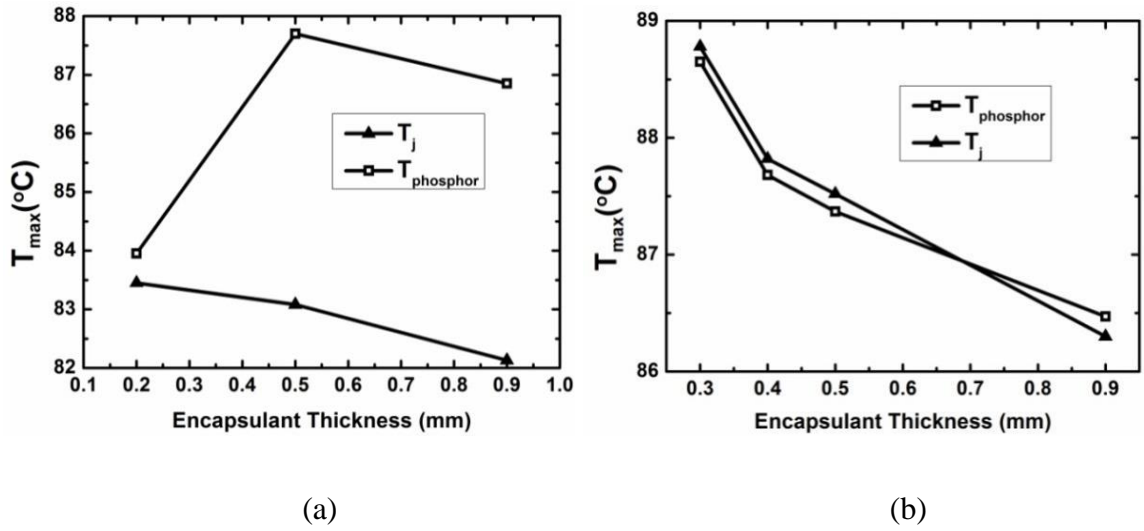 88
87
86
85
84
83
82
T_max(°C)
T_j
T_phosphor
0.1 0.2 0.3 0.4 0.5 0.6 0.7 0.8 0.9 1.0
Encapsulant Thickness (mm)
(a)
89
88
87
86
T_max(°C)
T_phosphor
T_j
0.3 0.4 0.5 0.6 0.7 0.8 0.9
Encapsulant Thickness (mm)
(b)